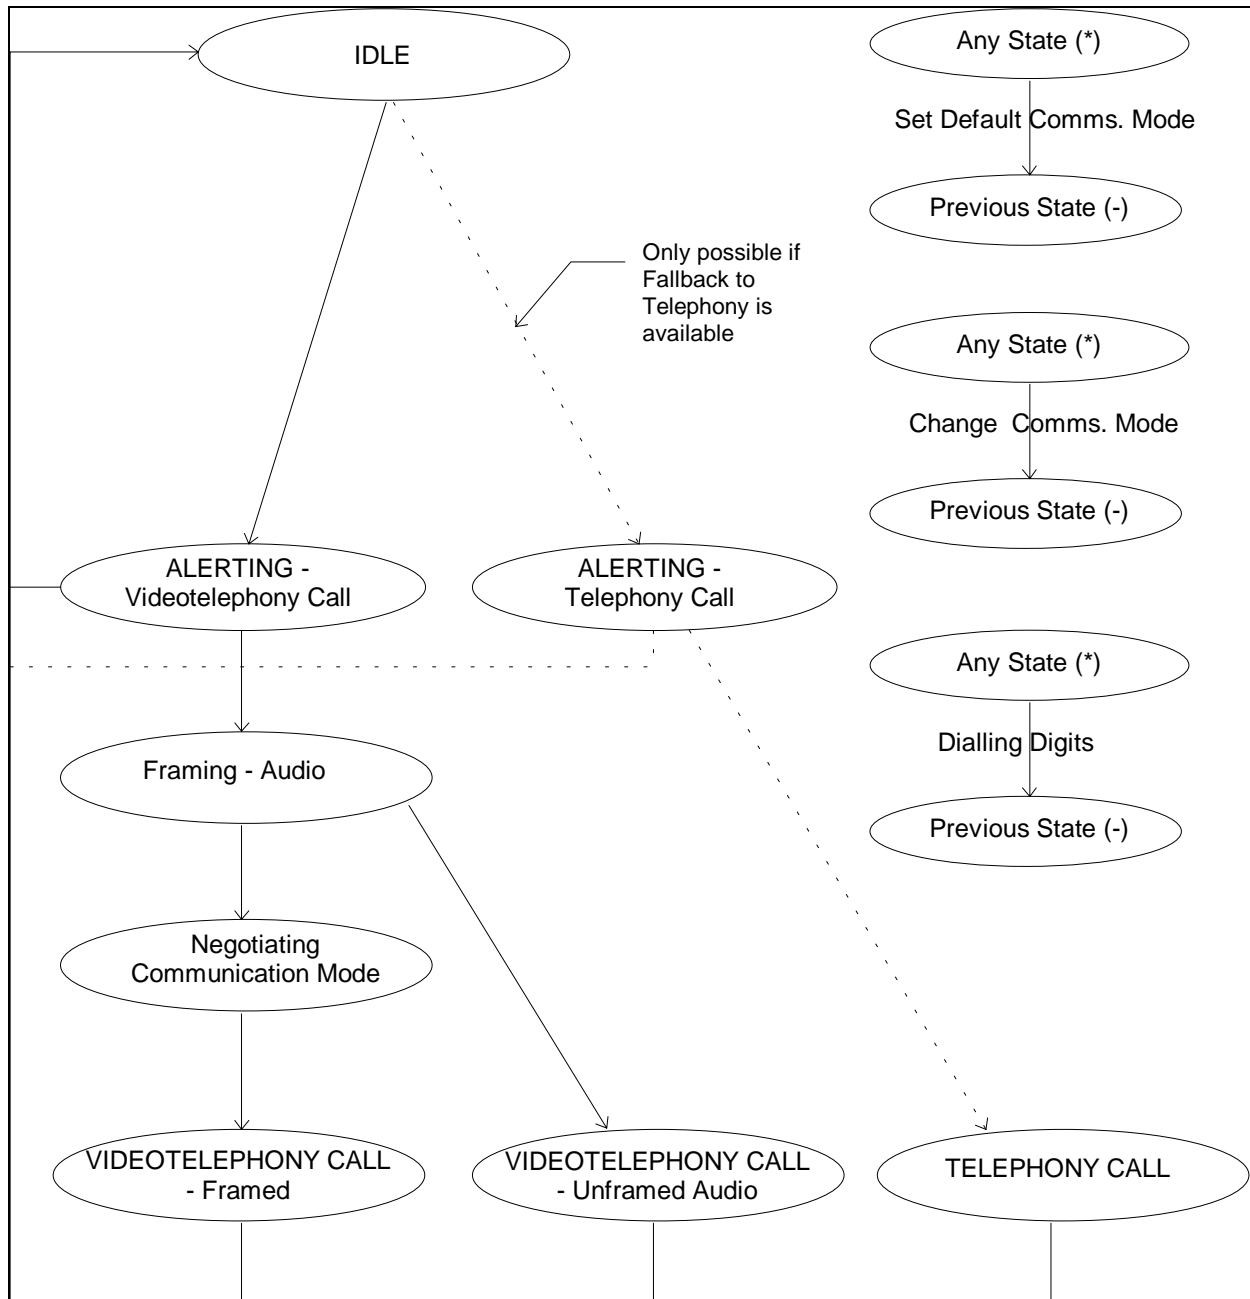 IDLE
Any State (*)
Set Default Comms. Mode
Previous State (-)
Only possible if
Fallback to
Telephony is
available
Any State (*)
Change  Comms. Mode
Previous State (-)
ALERTING -
Videotelephony Call
ALERTING -
Telephony Call
Any State (*)
Dialling Digits
Previous State (-)
Framing - Audio
Negotiating
Communication Mode
VIDEOTELEPHONY CALL
- Framed
VIDEOTELEPHONY CALL
- Unframed Audio
TELEPHONY CALL